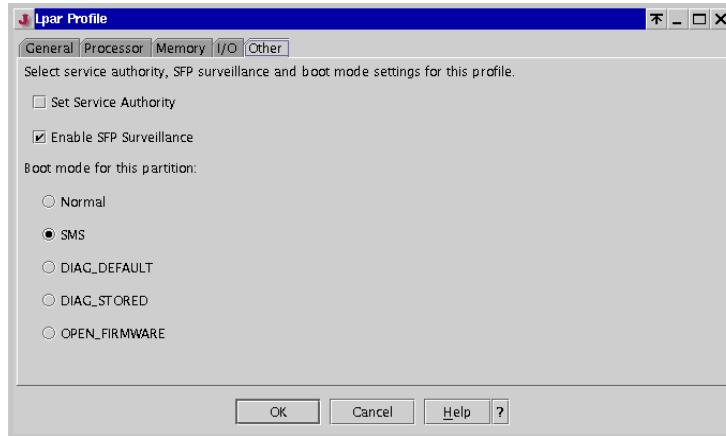 Lpar Profile
General Processor Memory I/O Other
Select service authority, SFP surveillance and boot mode settings for this profile.
Set Service Authority
Enable SFP Surveillance
Boot mode for this partition:
Normal
SMS
DIAG_DEFAULT
DIAG_STORED
OPEN_FIRMWARE
OK Cancel Help ?